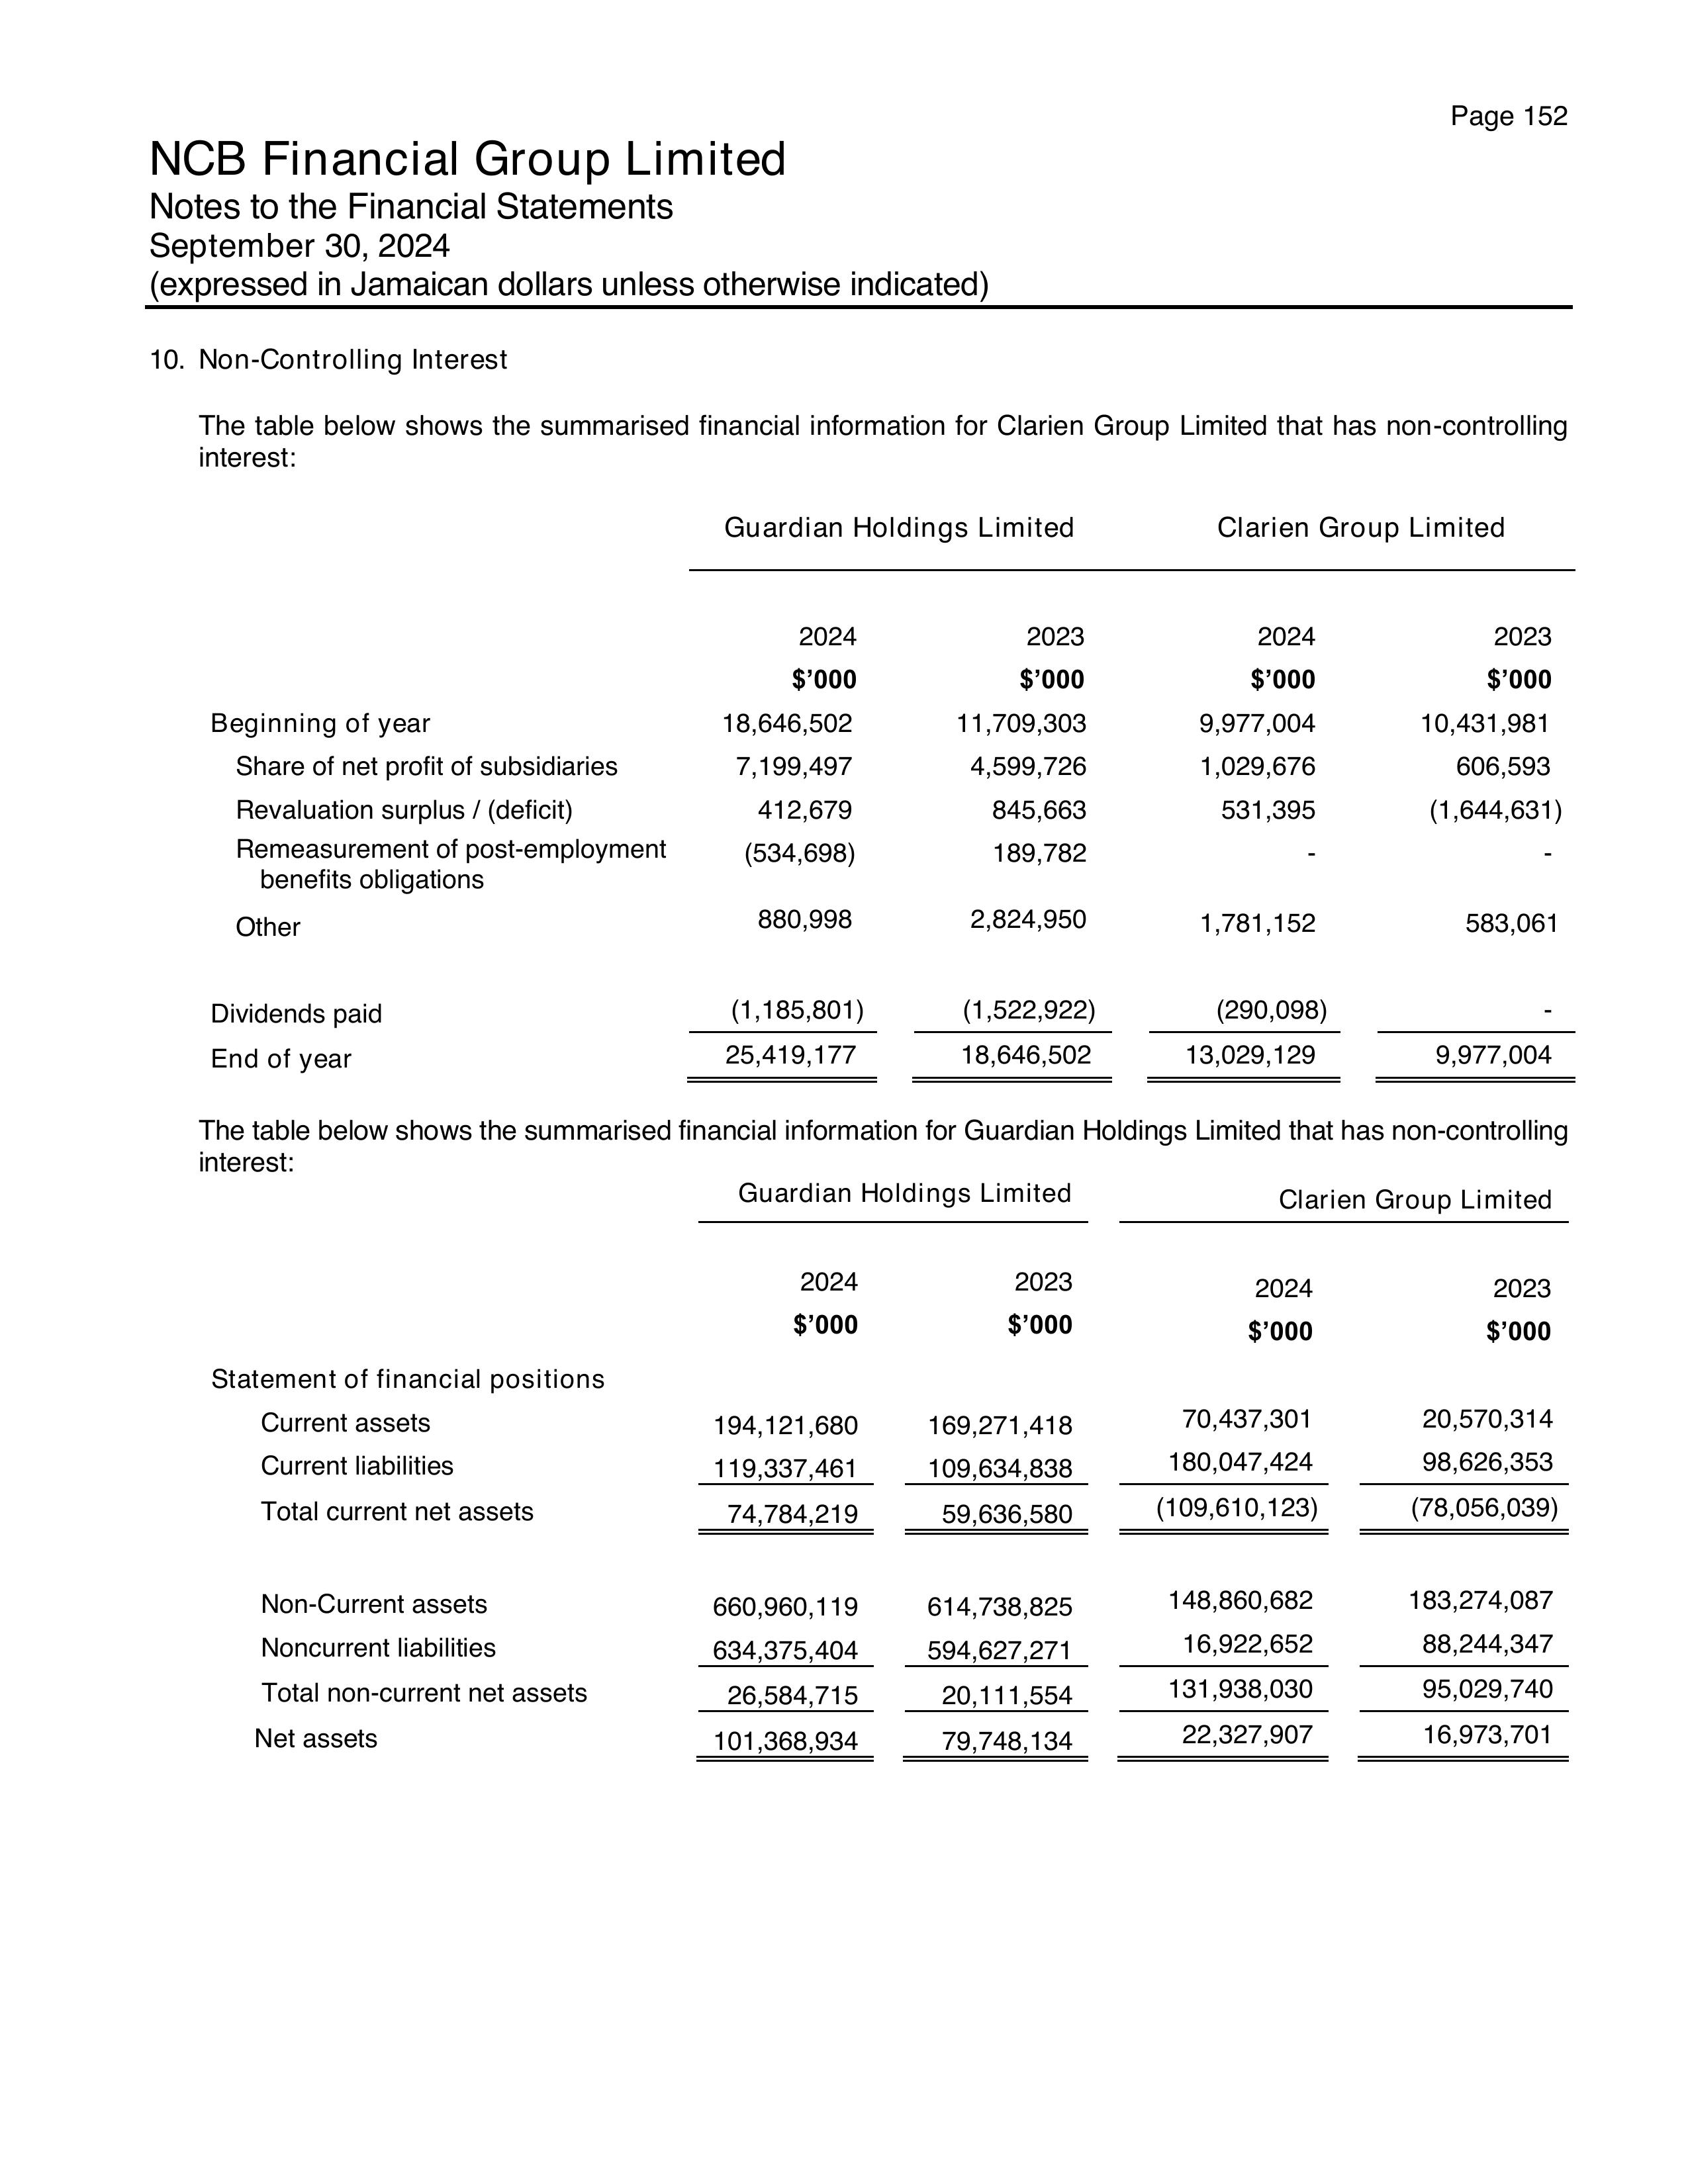 Page 152
NCB Financial Group Limited
Notes to the Financial Statements
September 30, 2024
(expressed in Jamaican dollars unless otherwise indicated)
10. Non-Controlling Interest
The table below shows the summarised financial information for Clarien Group Limited that has non-controlling
interest:
Guardian Holdings Limited Clarien Group Limited
2024 2023 2024 2023
$’000 $’000 $’000 $’000
Beginning of year 18,646,502 11,709,303 9,977,004 10,431,981
Share of net profit of subsidiaries 7,199,497 4,599,726 1,029,676 606,593
Revaluation surplus / (deficit) 412,679 845,663 531,395 (1,644,631)
Remeasurement of post-employment (534,698) 189,782 - -
benefits obligations
Other 880,998 2,824,950 1,781,152 583,061
Dividends paid (1,185,801) (1,522,922) (290,098) -
End of year 25,419,177 18,646,502 13,029,129 9,977,004
The table below shows the summarised financial information for Guardian Holdings Limited that has non-controlling
interest:
Guardian Holdings Limited Clarien Group Limited
2024 2023 2024 2023
$’000 $’000 $’000 $’000
Statement of financial positions
Current assets 194,121,680 169,271,418 70,437,301 20,570,314
Current liabilities 119,337,461 109,634,838 180,047,424 98,626,353
Total current net assets 74,784,219 59,636,580 (109,610,123) (78,056,039)
Non-Current assets 660,960,119 614,738,825 148,860,682 183,274,087
Noncurrent liabilities 634,375,404 594,627,271 16,922,652 88,244,347
Total non-current net assets 26,584,715 20,111,554 131,938,030 95,029,740
Net assets 101,368,934 79,748,134 22,327,907 16,973,701